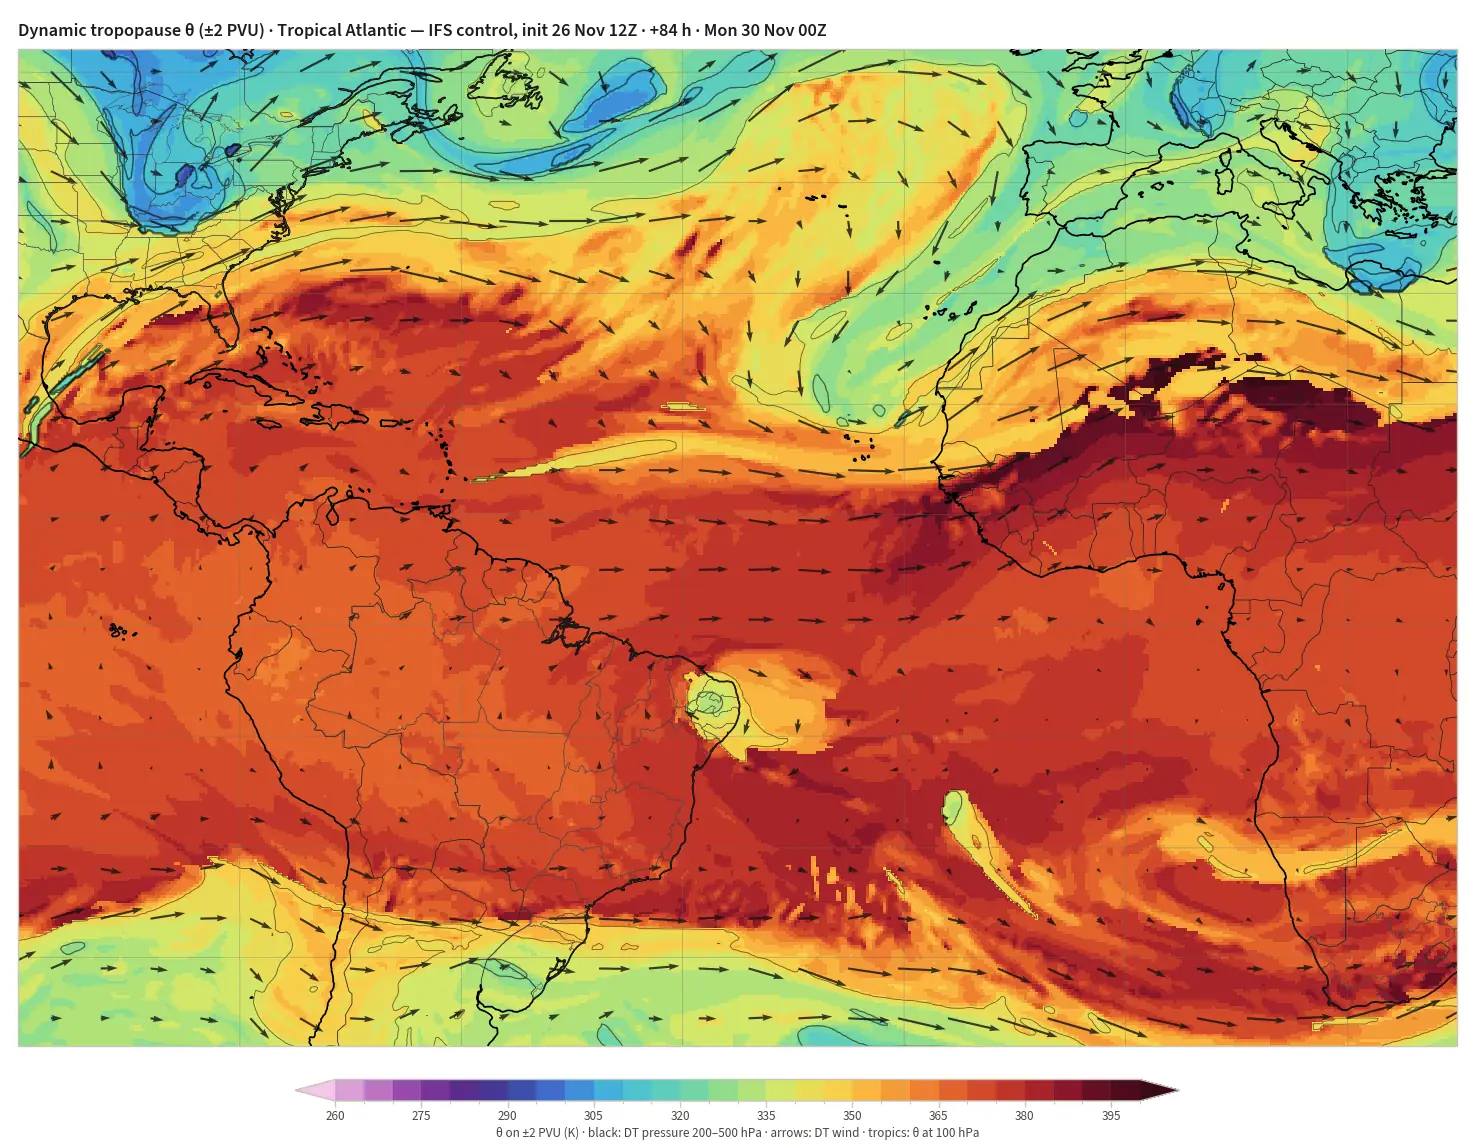 Dynamic tropopause θ (±2 PVU) · Tropical Atlantic — IFS control, init 26 Nov 12Z · +84 h · Mon 30 Nov 00Z
260 275 290 305 320 335 350 365 380 395
θ on ±2 PVU (K) · black: DT pressure 200–500 hPa · arrows: DT wind · tropics: θ at 100 hPa